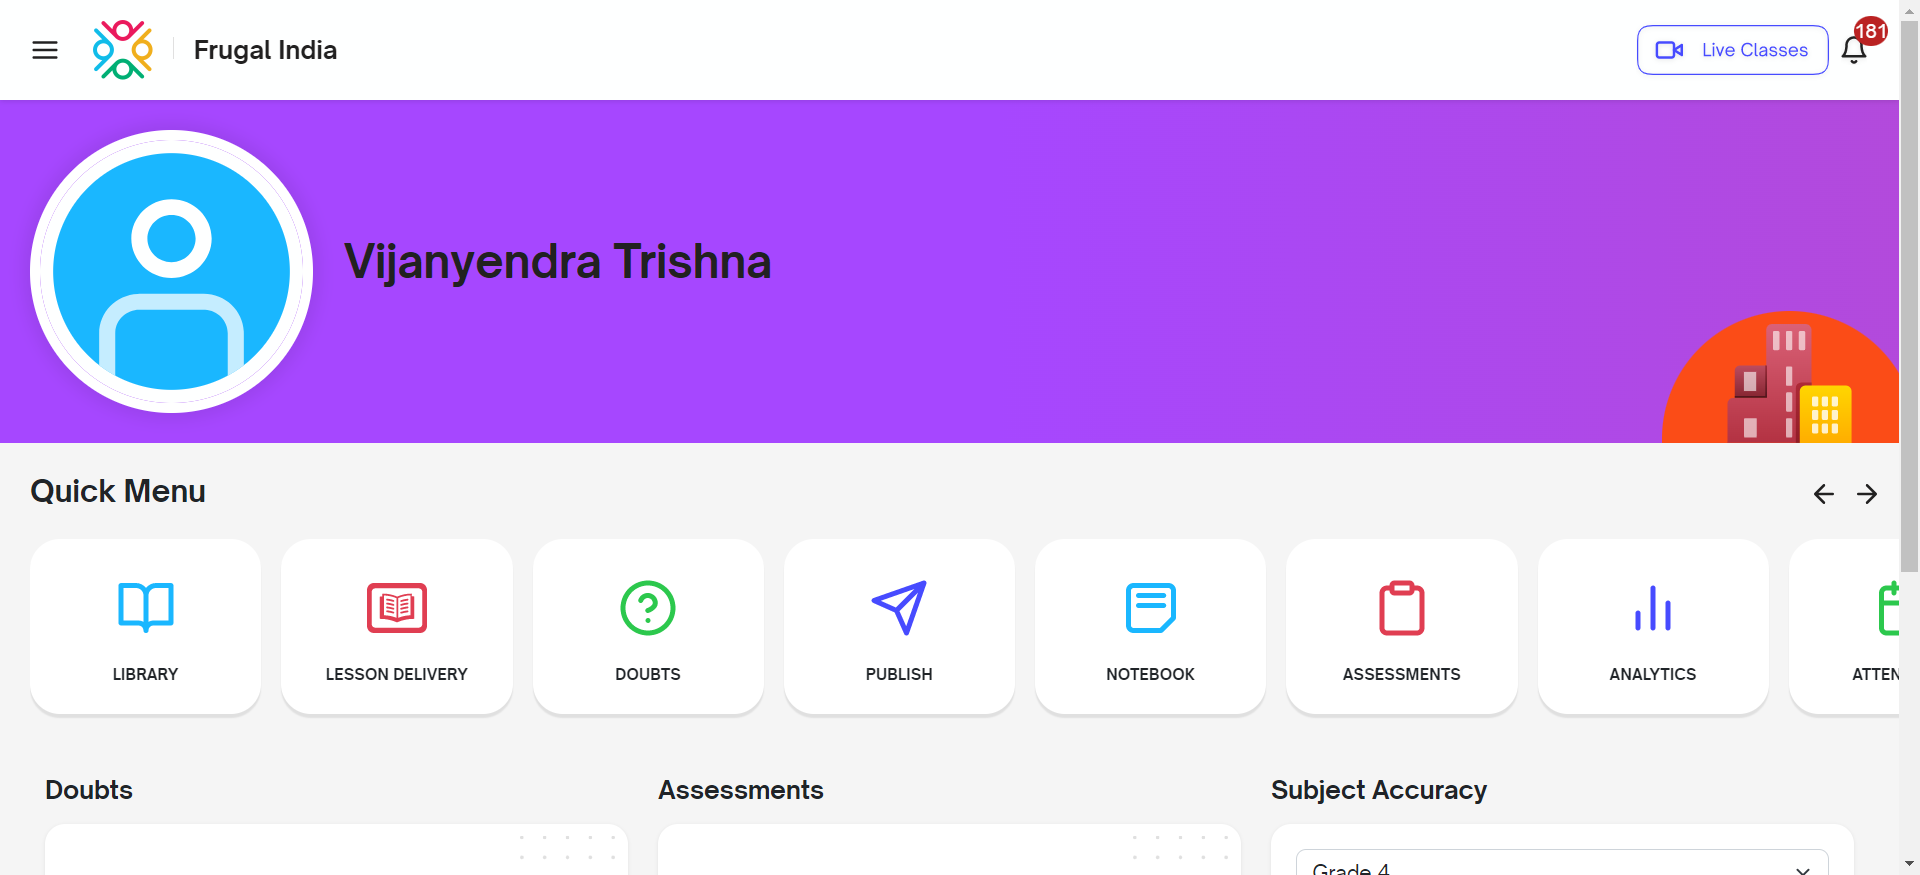 Frugal India
Live Classes
181
Vijanyendra Trishna
Quick Menu
LIBRARY
LESSON DELIVERY
DOUBTS
PUBLISH
NOTEBOOK
ASSESSMENTS
ANALYTICS
ATTEN
Doubts
Assessments
Subject Accuracy
Grade 4